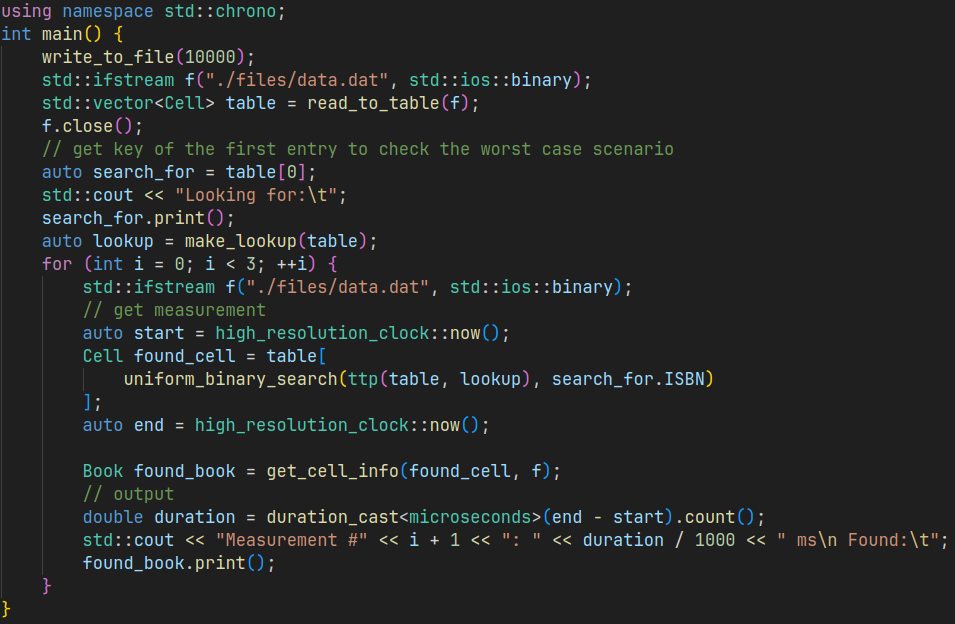 using namespace std::chrono;
int main() {
    write_to_file(10000);
    std::ifstream f("./files/data.dat", std::ios::binary);
    std::vector<Cell> table = read_to_table(f);
    f.close();
    // get key of the first entry to check the worst case scenario
    auto search_for = table[0];
    std::cout << "Looking for:\t";
    search_for.print();
    auto lookup = make_lookup(table);
    for (int i = 0; i < 3; ++i) {
        std::ifstream f("./files/data.dat", std::ios::binary);
        // get measurement
        auto start = high_resolution_clock::now();
        Cell found_cell = table[
            uniform_binary_search(ttp(table, lookup), search_for.ISBN)
        ];
        auto end = high_resolution_clock::now();

        Book found_book = get_cell_info(found_cell, f);
        // output
        double duration = duration_cast<microseconds>(end - start).count();
        std::cout << "Measurement #" << i + 1 << ": " << duration / 1000 << " ms\n Found:\t";
        found_book.print();
    }
}